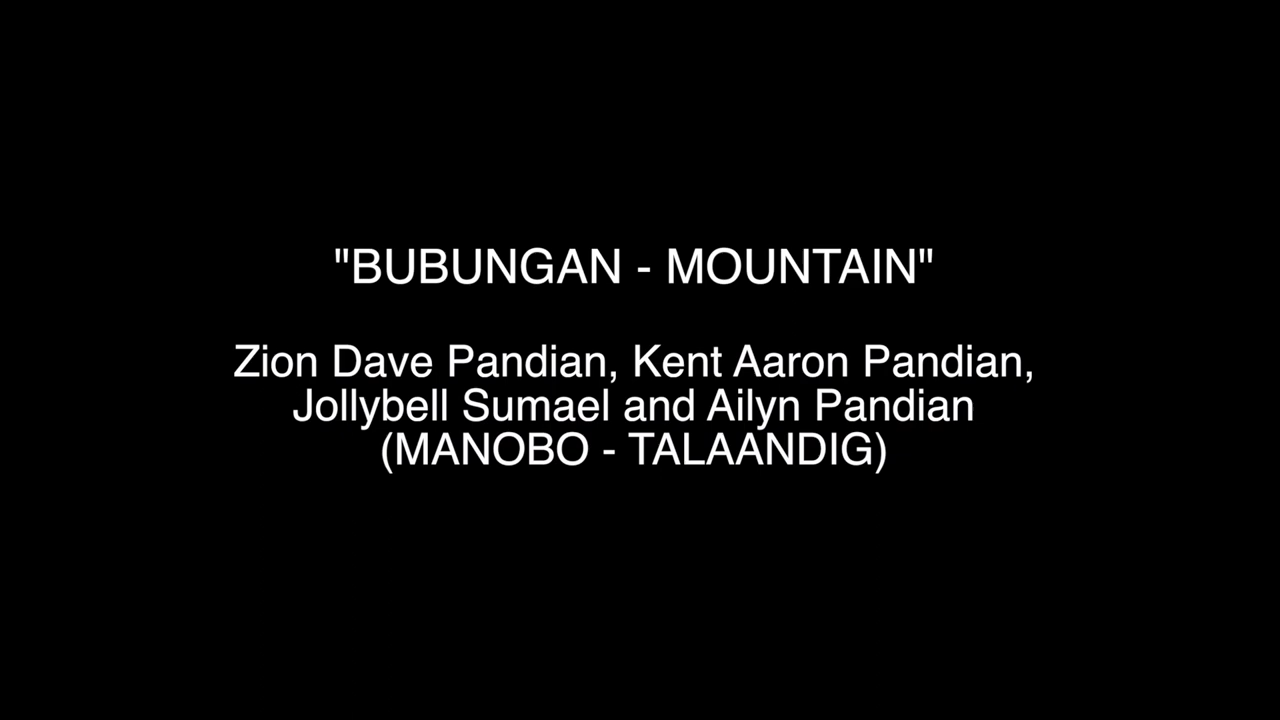 "BUBUNGAN - MOUNTAIN"
Zion Dave Pandian, Kent Aaron Pandian,
Jollybell Sumael and Ailyn Pandian
(MANOBO - TALAANDIG)